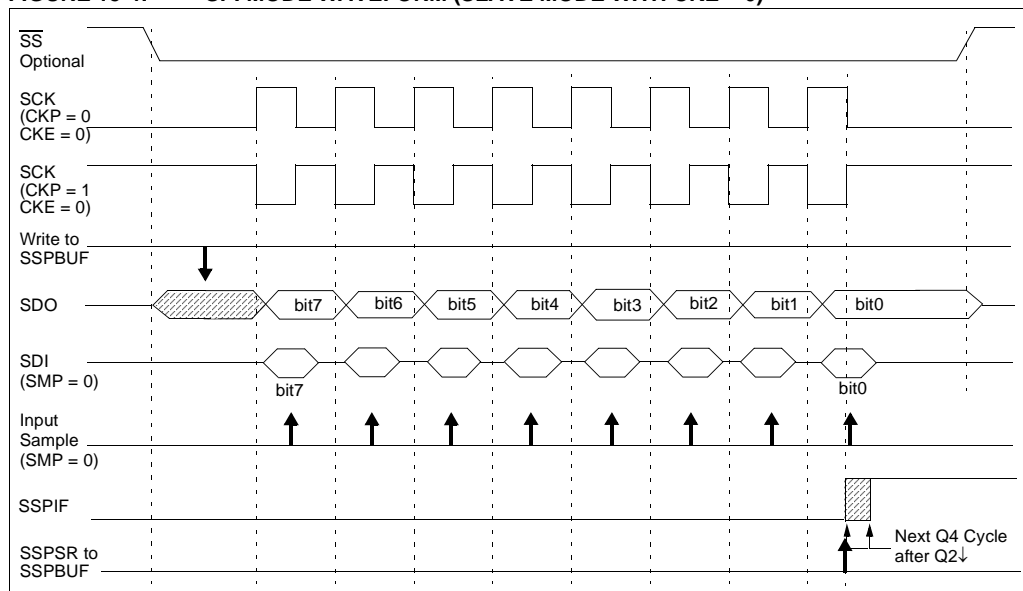 SS
Optional
SCK
(CKP = 0
CKE = 0)
SCK
(CKP = 1
CKE = 0)
Write to
SSPBUF
SDO
bit7 bit6 bit5 bit4 bit3 bit2 bit1 bit0
SDI
(SMP = 0)
bit7 bit0
Input
Sample
(SMP = 0)
SSPIF
Next Q4 Cycle
after Q2↓
SSPSR to
SSPBUF